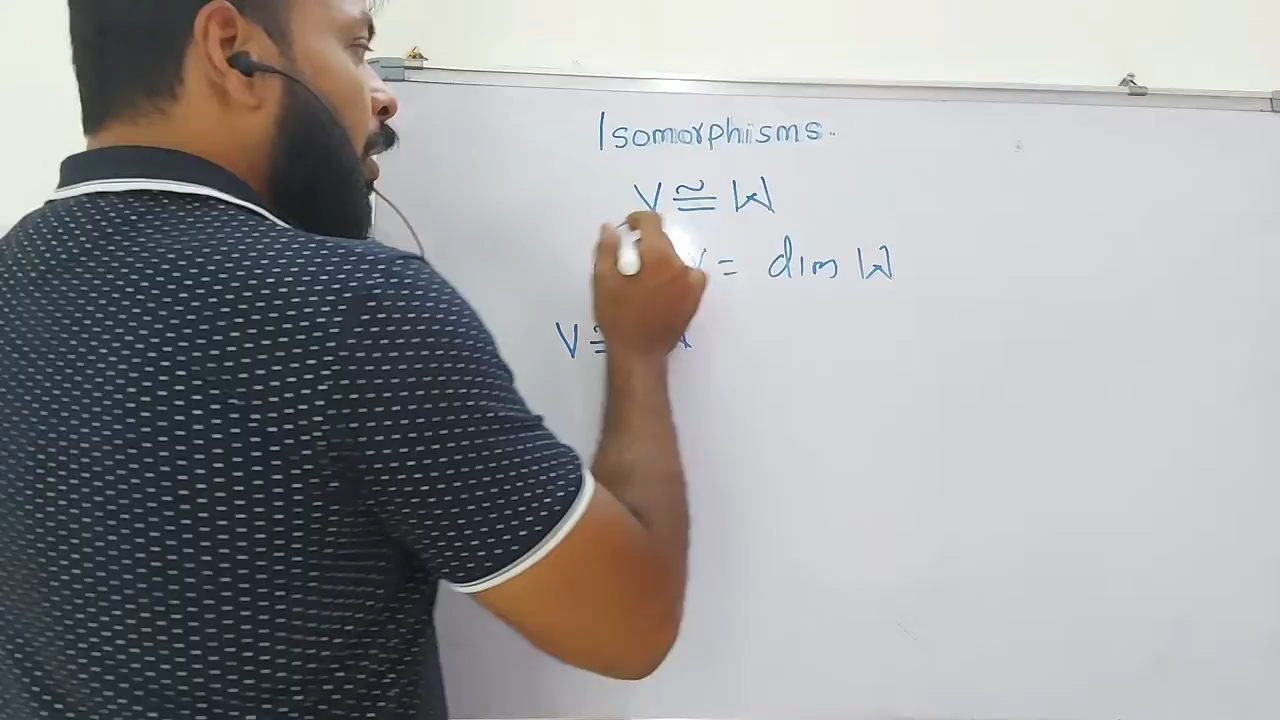 Isomorphisms.
V ≅ W
V = dim W
V ≅